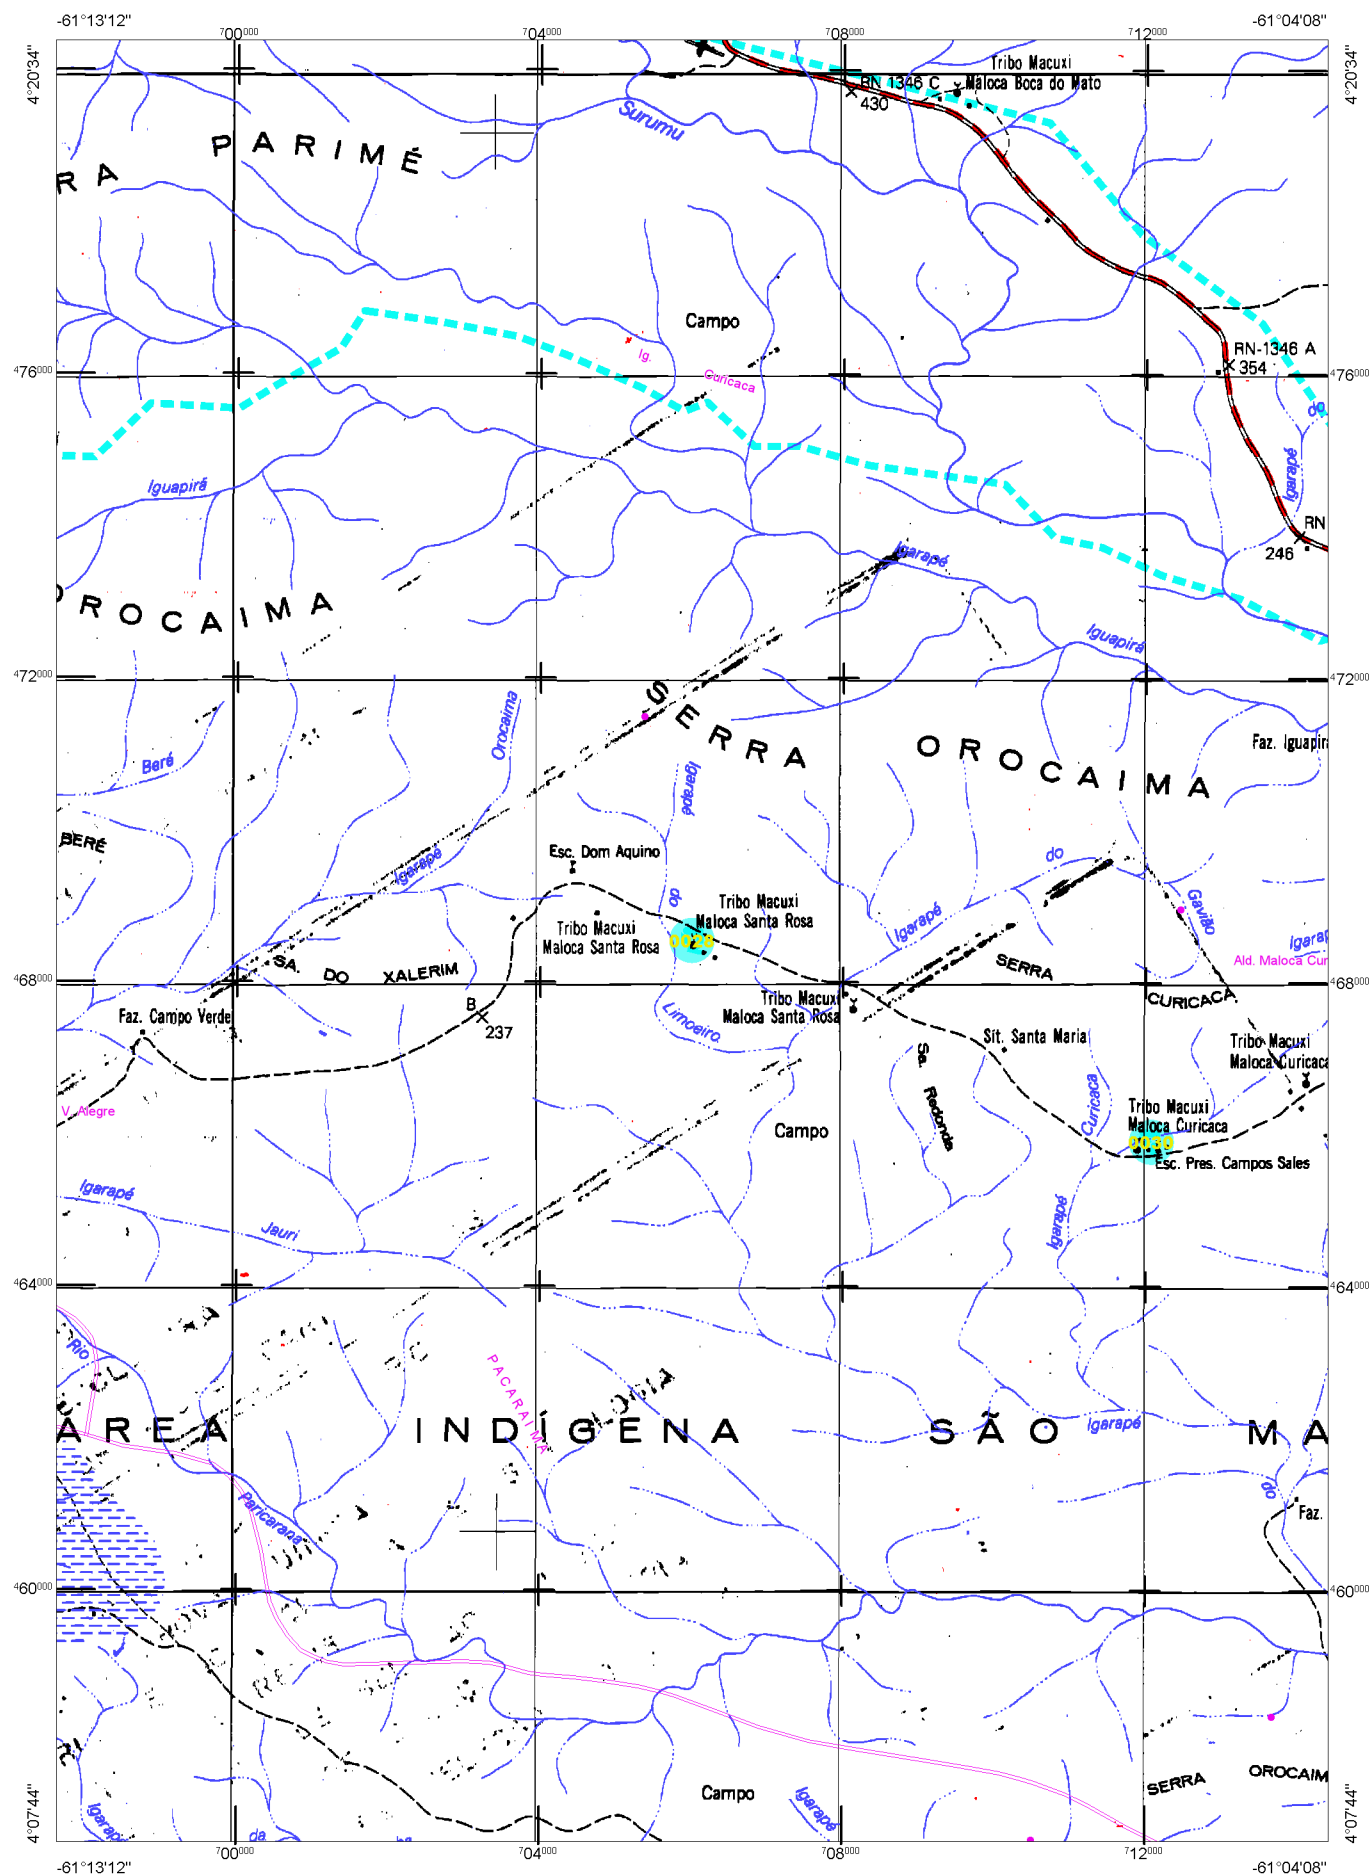 -61°13'12"
-61°04'08"
700000
704000
708000
712000
4°20'34"
4°20'34"
Tribo Macuxi
RN 1346 C
Maloca Boca do Mato
430
Surumu
PARIMÉ
RA
Campo
Ig.
Curicaca
RN-1346 A
354
do
476000
476000
Igarapé
Iguapirá
RN
246
Igarapé
OROCAIMA
Iguapirá
472000
472000
SERRA
OROCAIMA
Orocaima
Faz. Iguapir
Beré
Igarapé
BERÉ
Igarapé
Esc. Dom Aquino
do
do
Gavião
Tribo Macuxi
Maloca Santa Rosa
Tribo Macuxi
Maloca Santa Rosa
0028
Igarapé
Igarap
Ald. Maloca Cur
SA. DO XALERIM
SERRA
CURICACA
468000
468000
B
237
Faz. Campo Verde
Tribo Macuxi
Maloca Santa Rosa
Limoeiro
Sít. Santa Maria
Tribo Macuxi
Maloca Curicaca
Sa. Redonda
Curicaca
V. Alegre
Campo
Tribo Macuxi
Maloca Curicaca
0030
Esc. Pres. Campos Sales
Igarapé
Jauri
Igarapé
464000
464000
Rio
PACARAIMA
AREA INDIGENA SÃO MA
Igarapé
do
Paricarana
Faz.
460000
460000
SERRA
OROCAIM
Campo
Igarapé
Igarapé
da
4°07'44"
4°07'44"
700000
704000
708000
712000
-61°13'12"
-61°04'08"